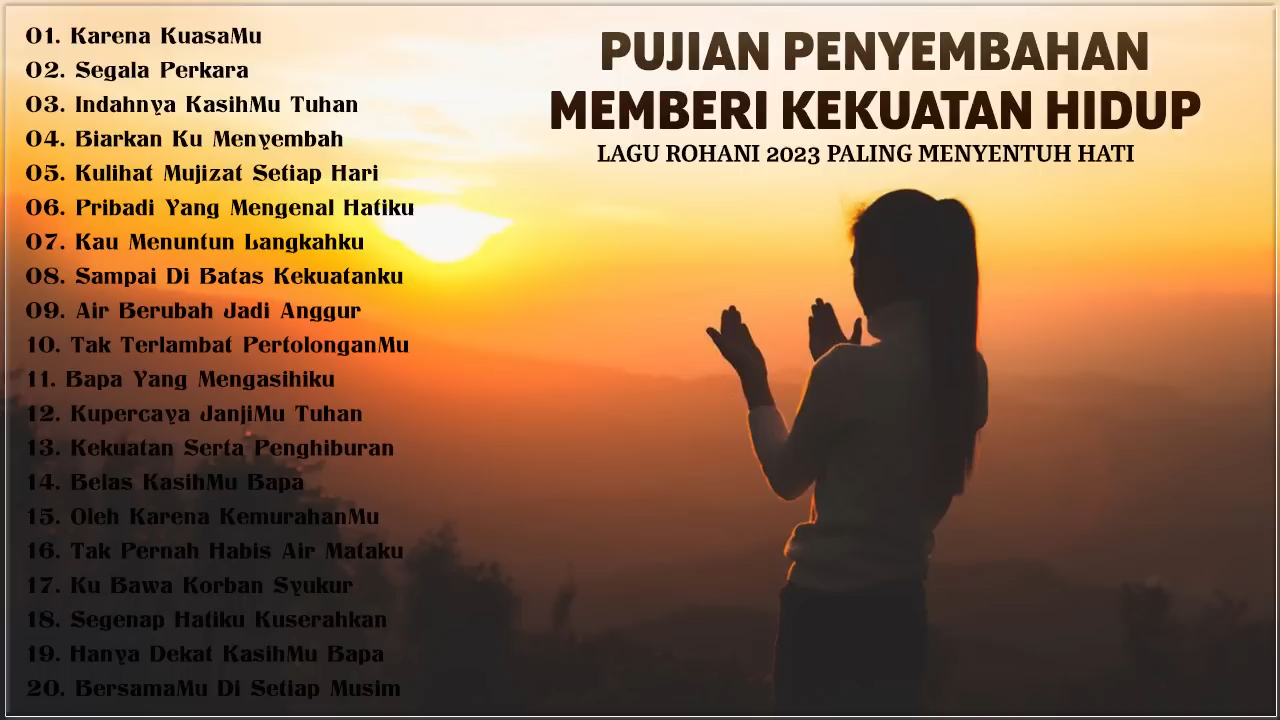 PUJIAN PENYEMBAHAN
MEMBERI KEKUATAN HIDUP
LAGU ROHANI 2023 PALING MENYENTUH HATI
01. Karena KuasaMu
02. Segala Perkara
03. Indahnya KasihMu Tuhan
04. Biarkan Ku Menyembah
05. Kulihat Mujizat Setiap Hari
06. Pribadi Yang Mengenal Hatiku
07. Kau Menuntun Langkahku
08. Sampai Di Batas Kekuatanku
09. Air Berubah Jadi Anggur
10. Tak Terlambat PertolonganMu
11. Bapa Yang Mengasihiku
12. Kupercaya JanjiMu Tuhan
13. Kekuatan Serta Penghiburan
14. Belas KasihMu Bapa
15. Oleh Karena KemurahanMu
16. Tak Pernah Habis Air Mataku
17. Ku Bawa Korban Syukur
18. Segenap Hatiku Kuserahkan
19. Hanya Dekat KasihMu Bapa
20. BersamaMu Di Setiap Musim